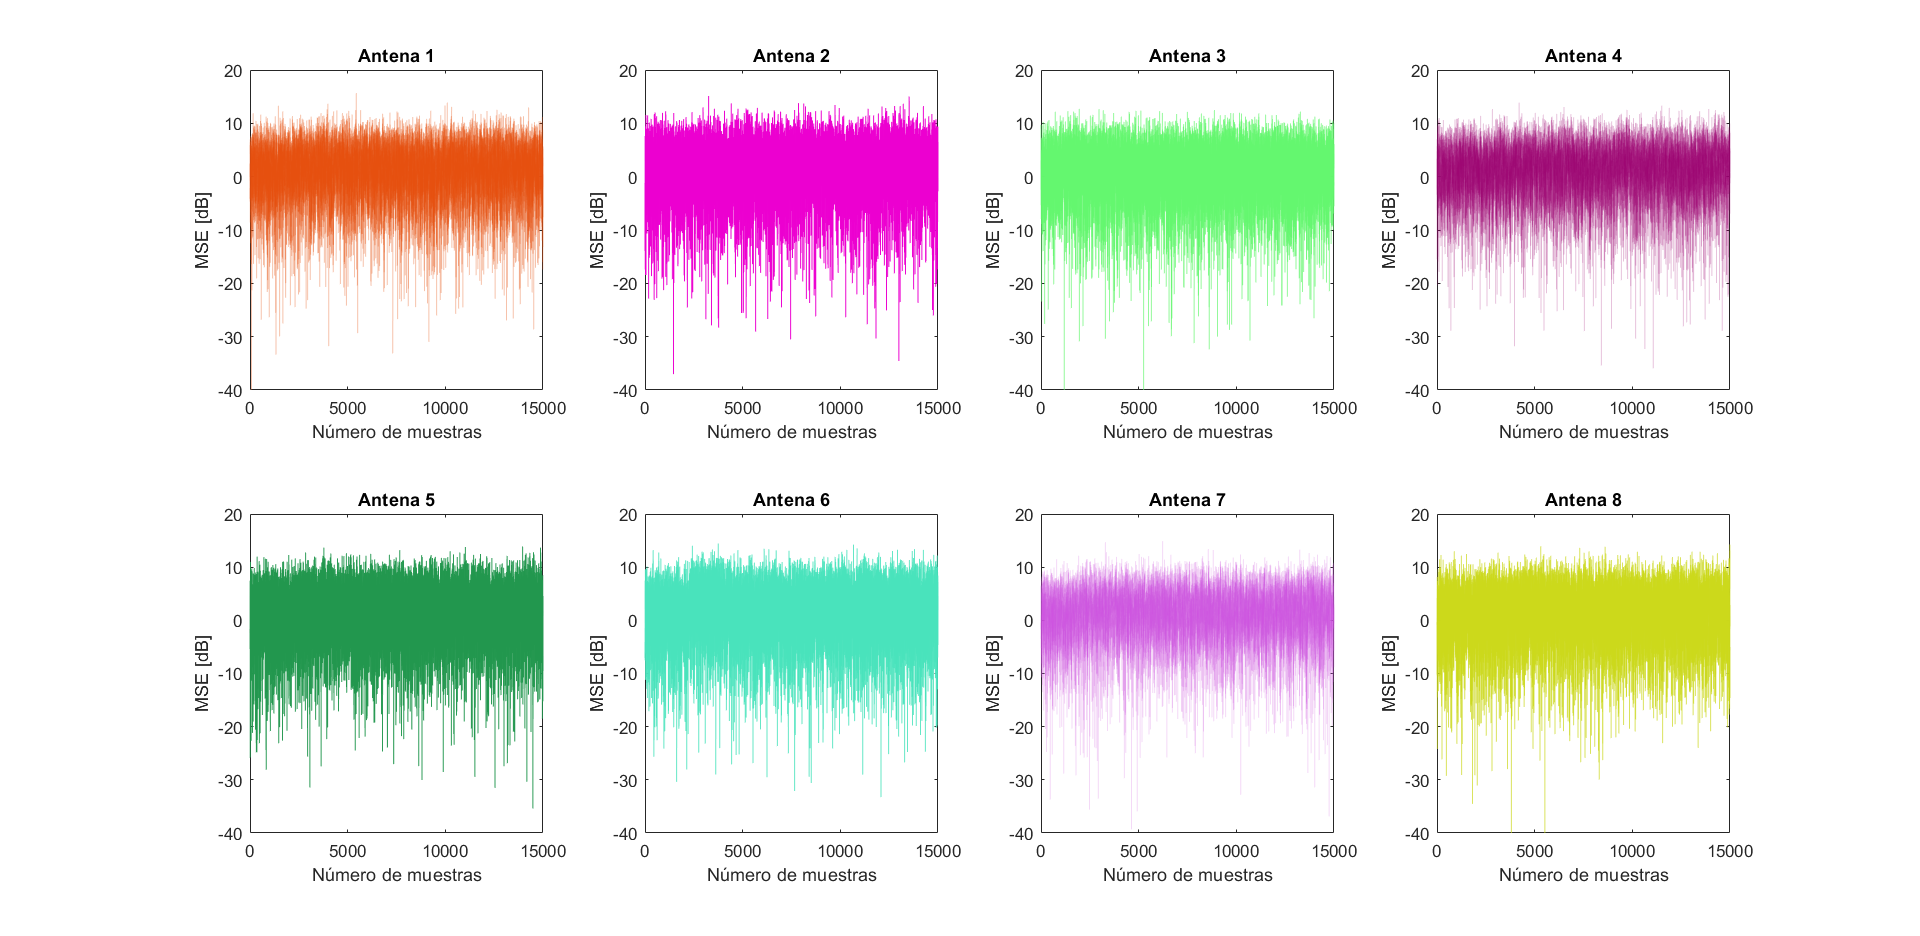 Antena 1
20
10
0
-10
-20
-30
-40
MSE [dB]
0 5000 10000 15000
Número de muestras
Antena 2
20
10
0
-10
-20
-30
-40
MSE [dB]
0 5000 10000 15000
Número de muestras
Antena 3
20
10
0
-10
-20
-30
-40
MSE [dB]
0 5000 10000 15000
Número de muestras
Antena 4
20
10
0
-10
-20
-30
-40
MSE [dB]
0 5000 10000 15000
Número de muestras
Antena 5
20
10
0
-10
-20
-30
-40
MSE [dB]
0 5000 10000 15000
Número de muestras
Antena 6
20
10
0
-10
-20
-30
-40
MSE [dB]
0 5000 10000 15000
Número de muestras
Antena 7
20
10
0
-10
-20
-30
-40
MSE [dB]
0 5000 10000 15000
Número de muestras
Antena 8
20
10
0
-10
-20
-30
-40
MSE [dB]
0 5000 10000 15000
Número de muestras